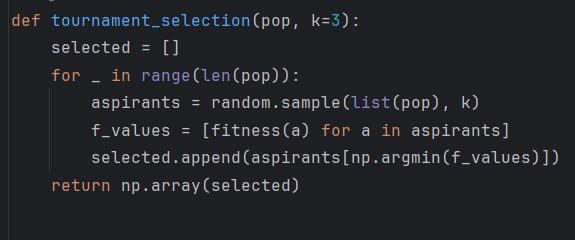 def tournament_selection(pop, k=3):
    selected = []
    for _ in range(len(pop)):
        aspirants = random.sample(list(pop), k)
        f_values = [fitness(a) for a in aspirants]
        selected.append(aspirants[np.argmin(f_values)])
    return np.array(selected)